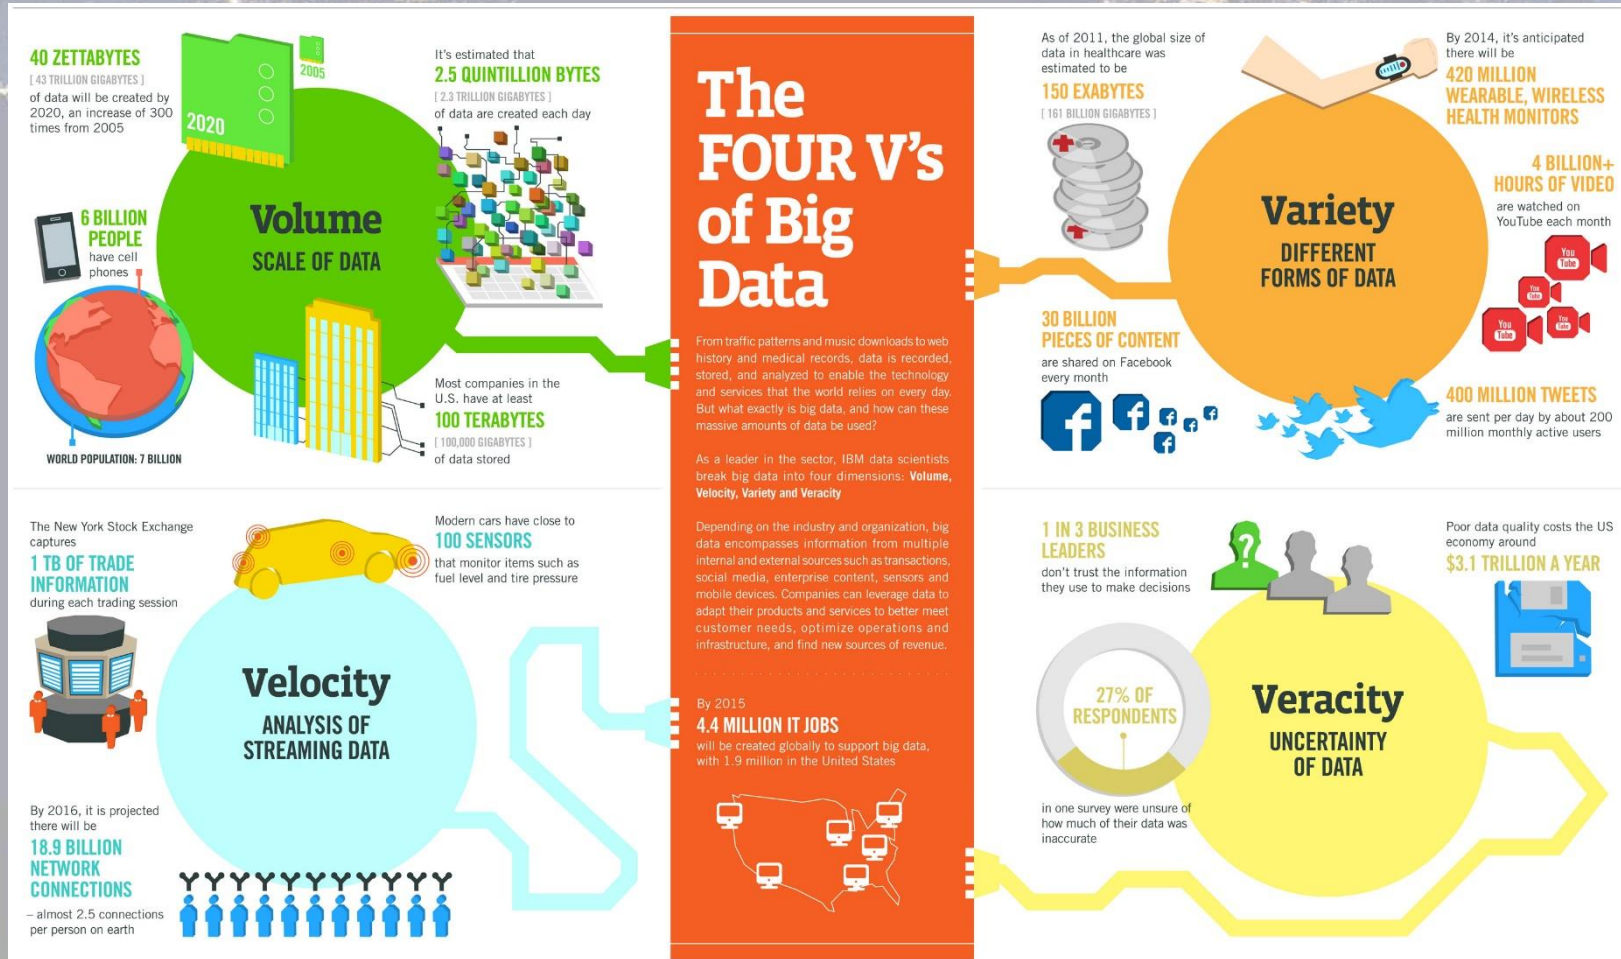 40 ZETTABYTES
[ 43 TRILLION GIGABYTES ]
of data will be created by
2020, an increase of 300
times from 2005
2020
2005
It's estimated that
2.5 QUINTILLION BYTES
[ 2.3 TRILLION GIGABYTES ]
of data are created each day
6 BILLION
PEOPLE
have cell
phones
WORLD POPULATION: 7 BILLION
Volume
SCALE OF DATA
Most companies in the
U.S. have at least
100 TERABYTES
[ 100,000 GIGABYTES ]
of data stored
The New York Stock Exchange
captures
1 TB OF TRADE
INFORMATION
during each trading session
Modern cars have close to
100 SENSORS
that monitor items such as
fuel level and tire pressure
Velocity
ANALYSIS OF
STREAMING DATA
By 2016, it is projected
there will be
18.9 BILLION
NETWORK
CONNECTIONS
– almost 2.5 connections
per person on earth
The
FOUR V's
of Big
Data
From traffic patterns and music downloads to web
history and medical records, data is recorded,
stored, and analyzed to enable the technology
and services that the world relies on every day.
But what exactly is big data, and how can these
massive amounts of data be used?
As a leader in the sector, IBM data scientists
break big data into four dimensions: Volume,
Velocity, Variety and Veracity
Depending on the industry and organization, big
data encompasses information from multiple
internal and external sources such as transactions,
social media, enterprise content, sensors and
mobile devices. Companies can leverage data to
adapt their products and services to better meet
customer needs, optimize operations and
infrastructure, and find new sources of revenue.
By 2015
4.4 MILLION IT JOBS
will be created globally to support big data,
with 1.9 million in the United States
As of 2011, the global size of
data in healthcare was
estimated to be
150 EXABYTES
[ 161 BILLION GIGABYTES ]
By 2014, it's anticipated
there will be
420 MILLION
WEARABLE, WIRELESS
HEALTH MONITORS
4 BILLION+
HOURS OF VIDEO
are watched on
YouTube each month
You
Tube
You
Tube
You
Tube
You
Tube
Variety
DIFFERENT
FORMS OF DATA
30 BILLION
PIECES OF CONTENT
are shared on Facebook
every month
f
f
f
f
f
f
400 MILLION TWEETS
are sent per day by about 200
million monthly active users
1 IN 3 BUSINESS
LEADERS
don't trust the information
they use to make decisions
?
Poor data quality costs the US
economy around
$3.1 TRILLION A YEAR
27% OF
RESPONDENTS
in one survey were unsure of
how much of their data was
inaccurate
Veracity
UNCERTAINTY
OF DATA